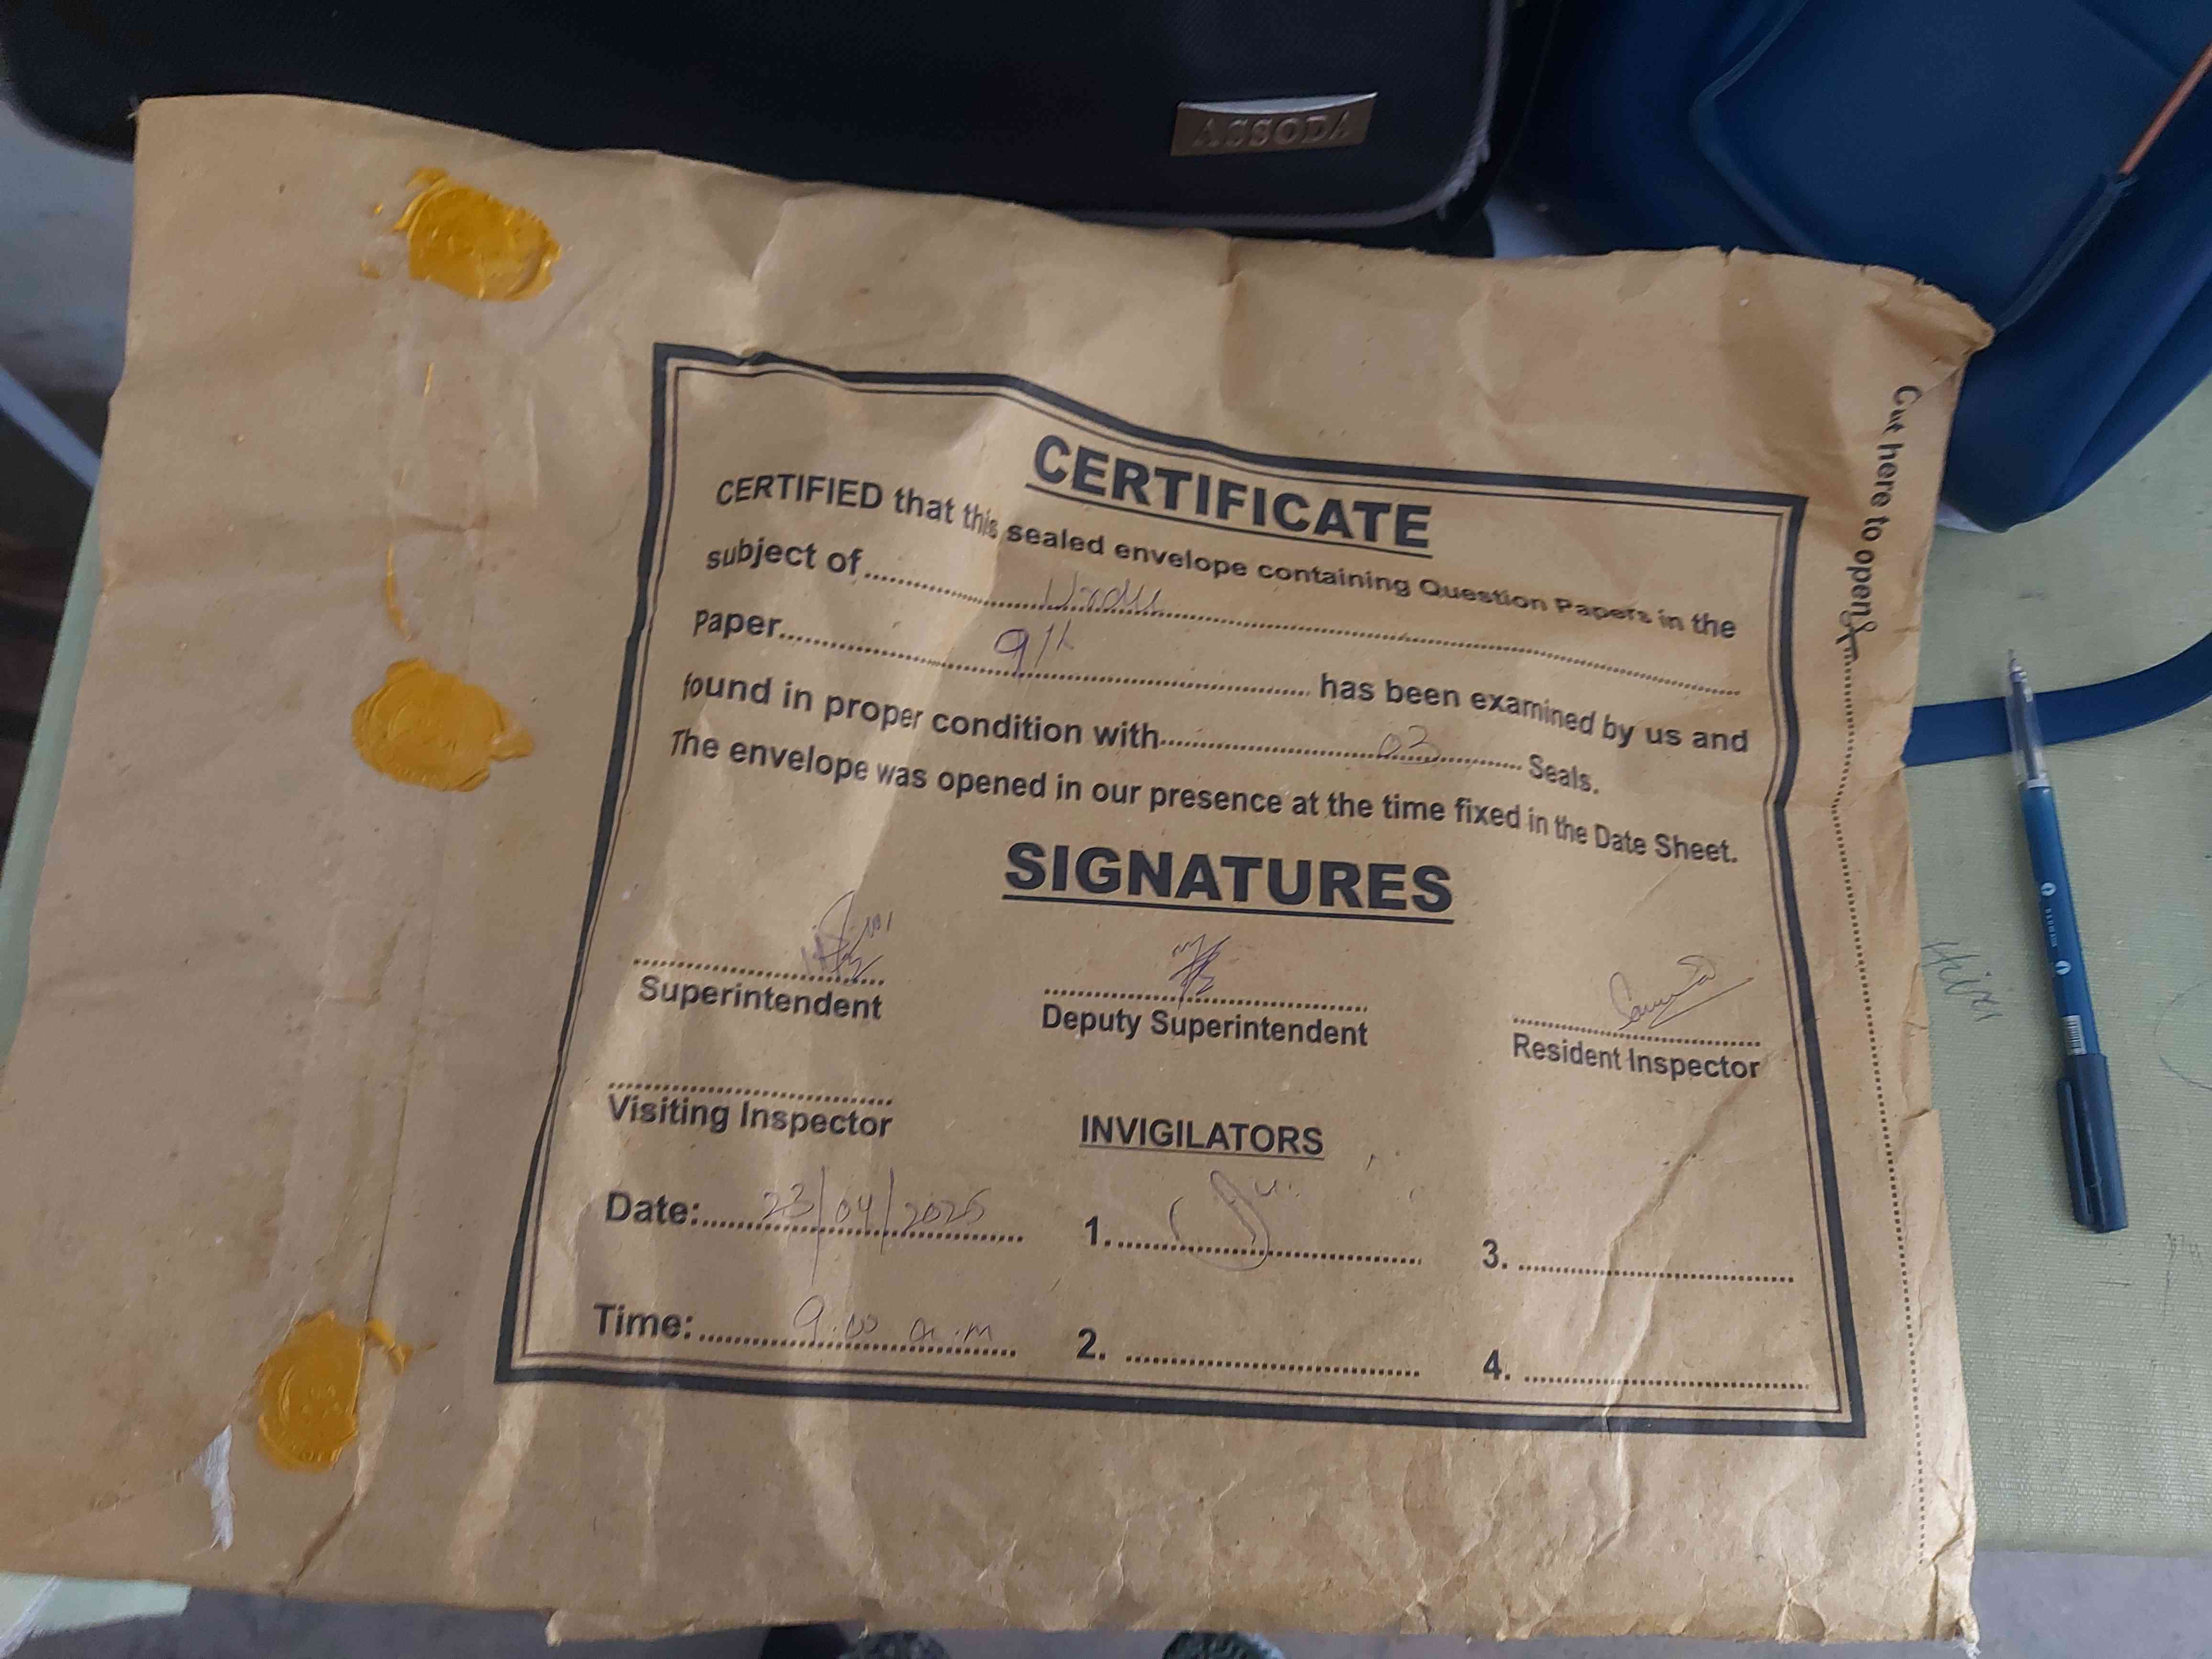 ASSODA
Cut here to open
CERTIFICATE
CERTIFIED that this sealed envelope containing Question Papers in the
subject of Urdu
Paper 9th has been examined by us and
found in proper condition with 03 Seals.
The envelope was opened in our presence at the time fixed in the Date Sheet.
SIGNATURES
Superintendent
Deputy Superintendent
Resident Inspector
Visiting Inspector
INVIGILATORS
Date: 23/04/2025
1.
3.
Time: 9:00 a.m
2.
4.